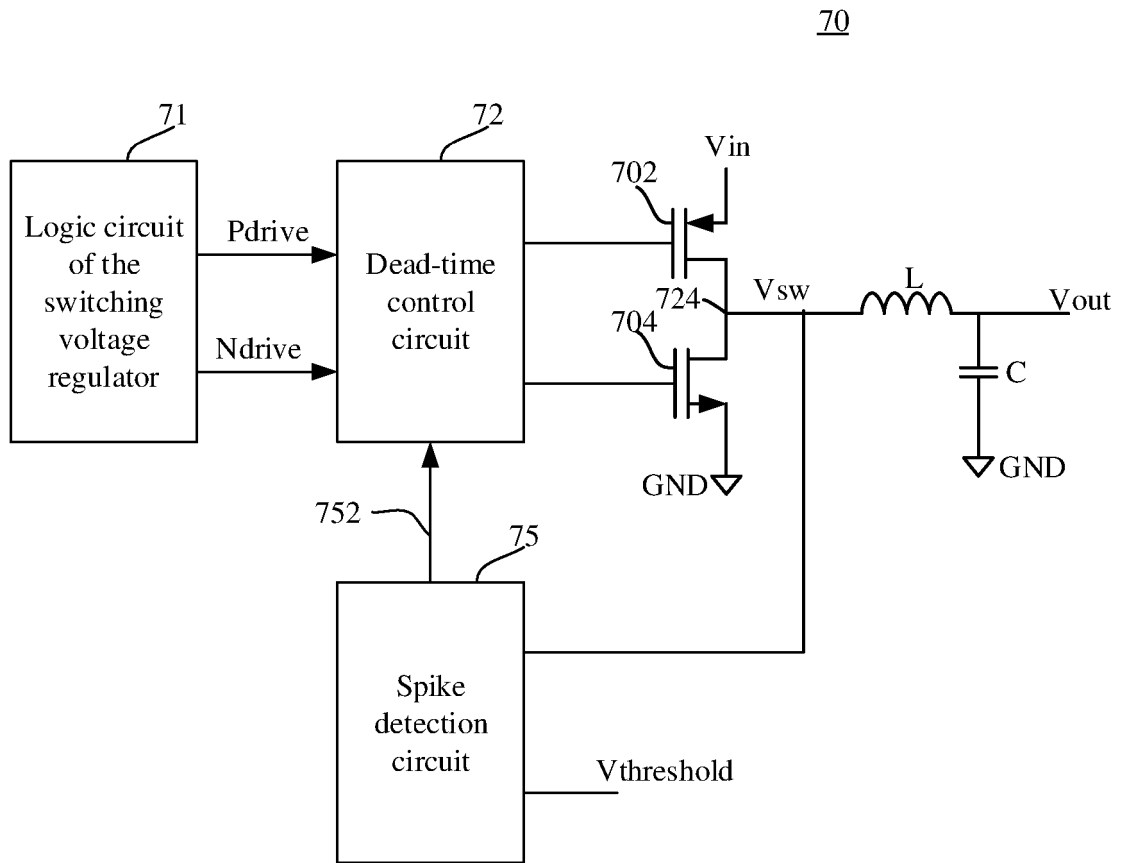 70
71
72
Vin
702
Logic circuit
of the
switching
voltage
regulator
Pdrive
Ndrive
Dead-time
control
circuit
724
Vsw
L
Vout
704
C
GND
GND
752
75
Spike
detection
circuit
Vthreshold